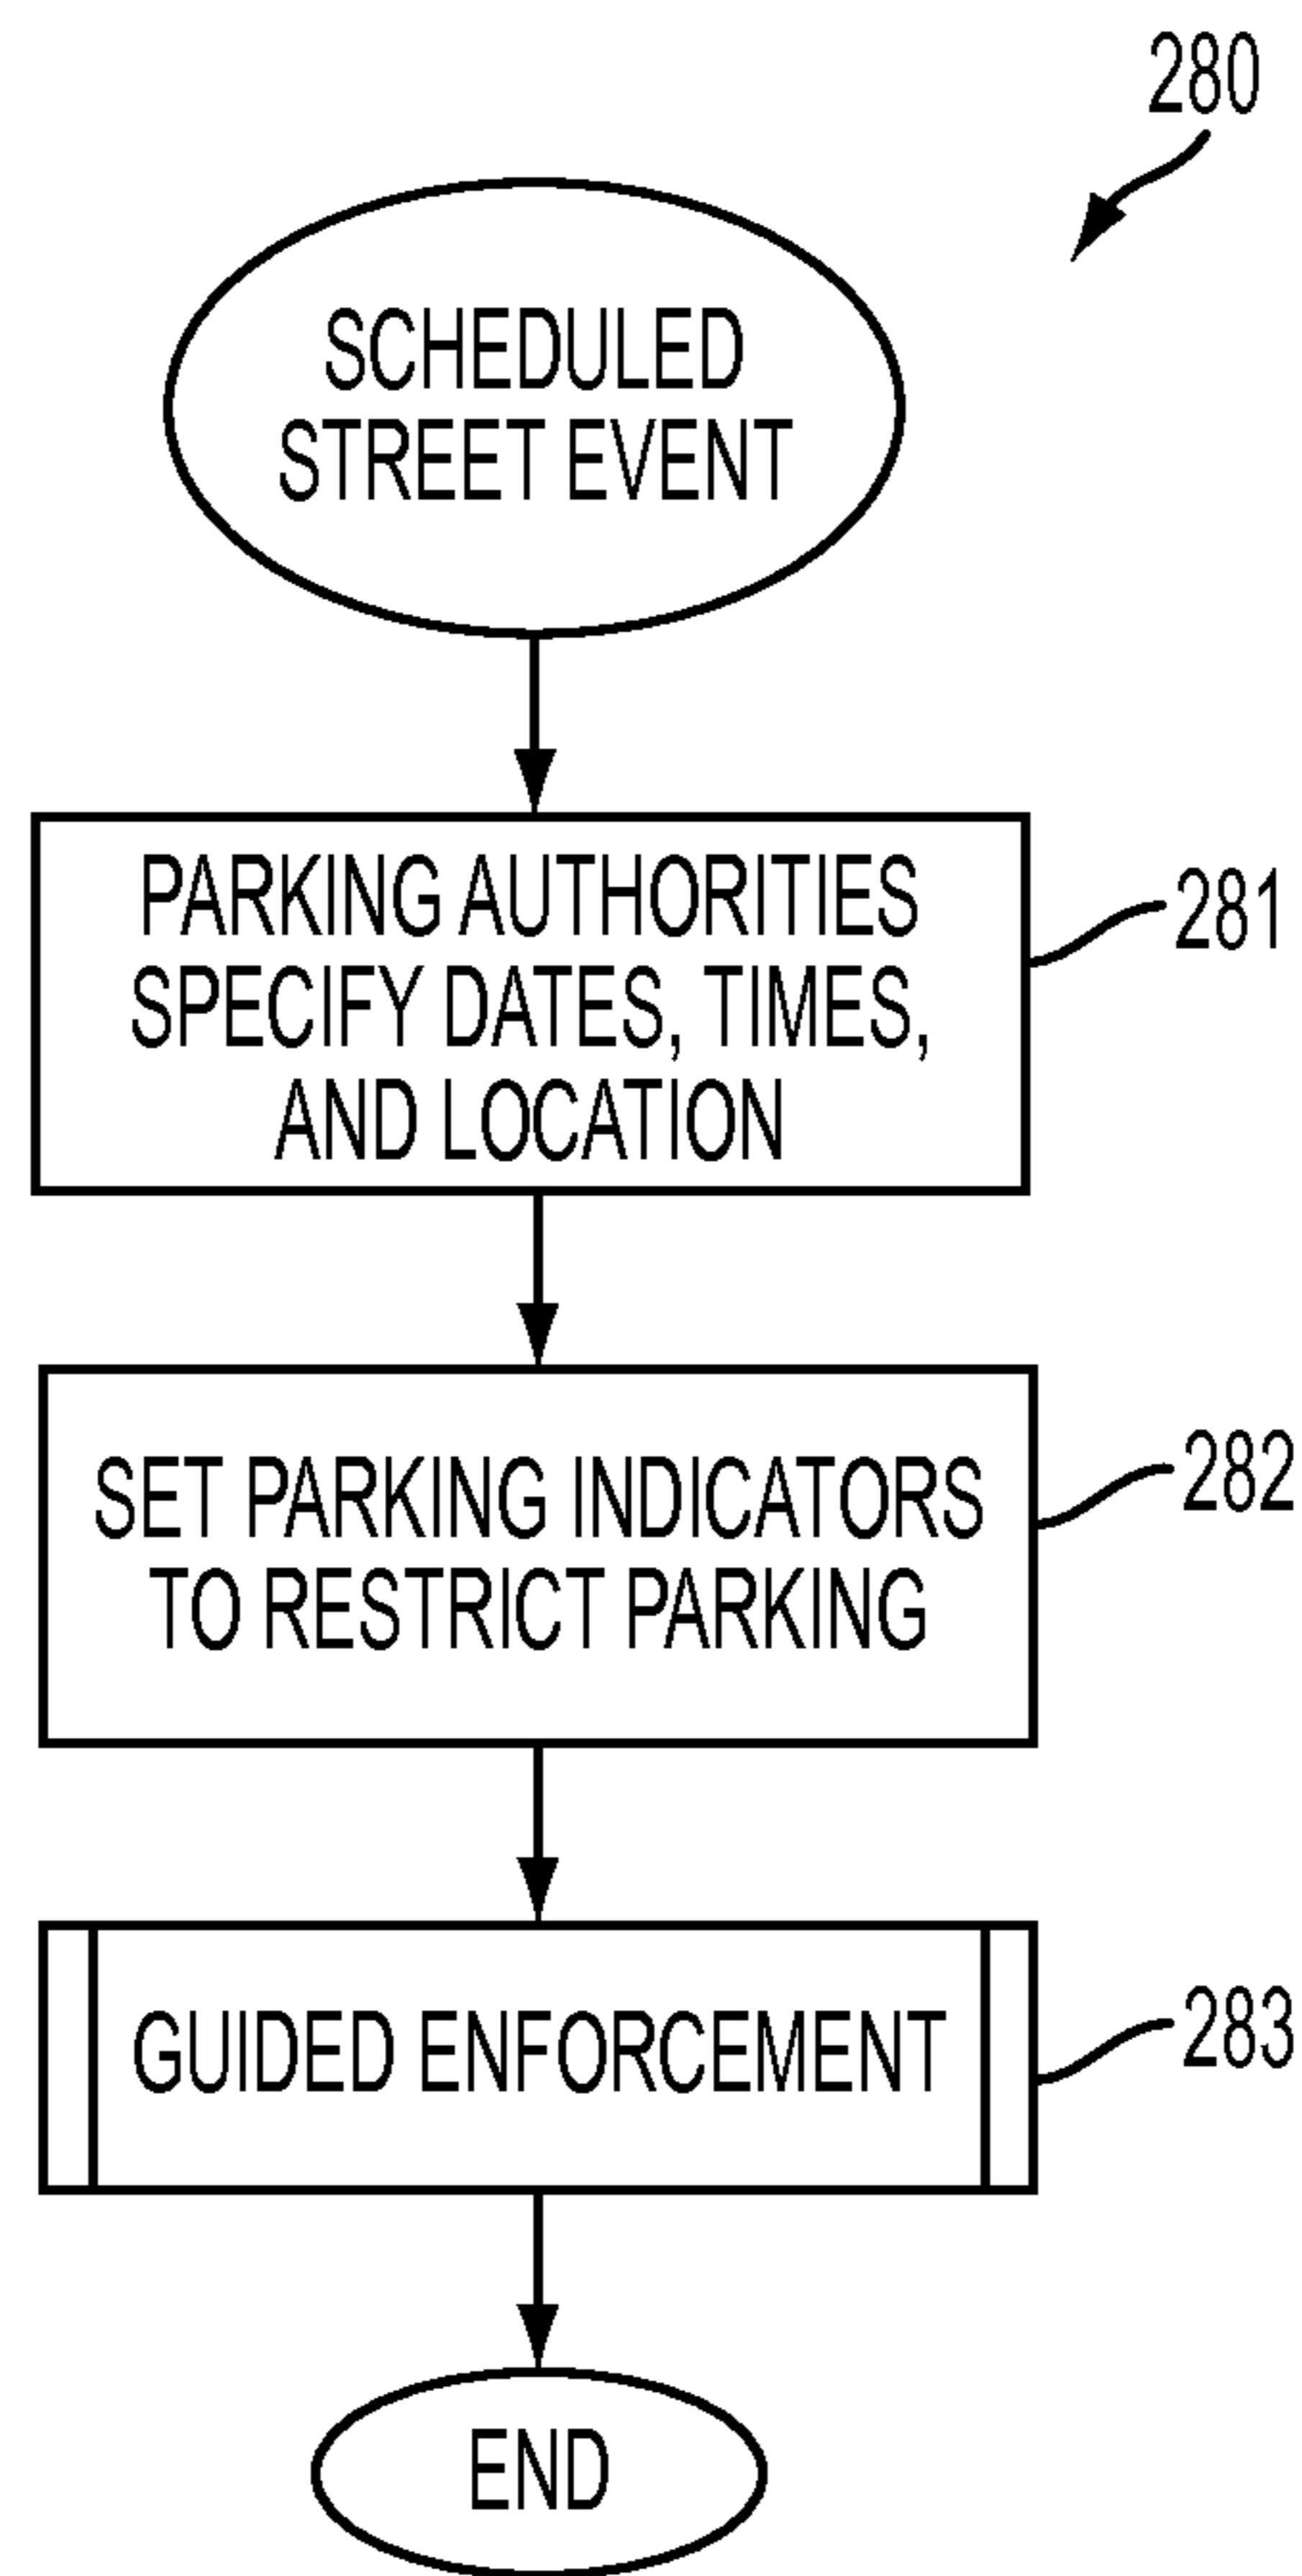 280
SCHEDULED
STREET EVENT
PARKING AUTHORITIES
SPECIFY DATES, TIMES,
AND LOCATION
281
SET PARKING INDICATORS
TO RESTRICT PARKING
282
GUIDED ENFORCEMENT
283
END